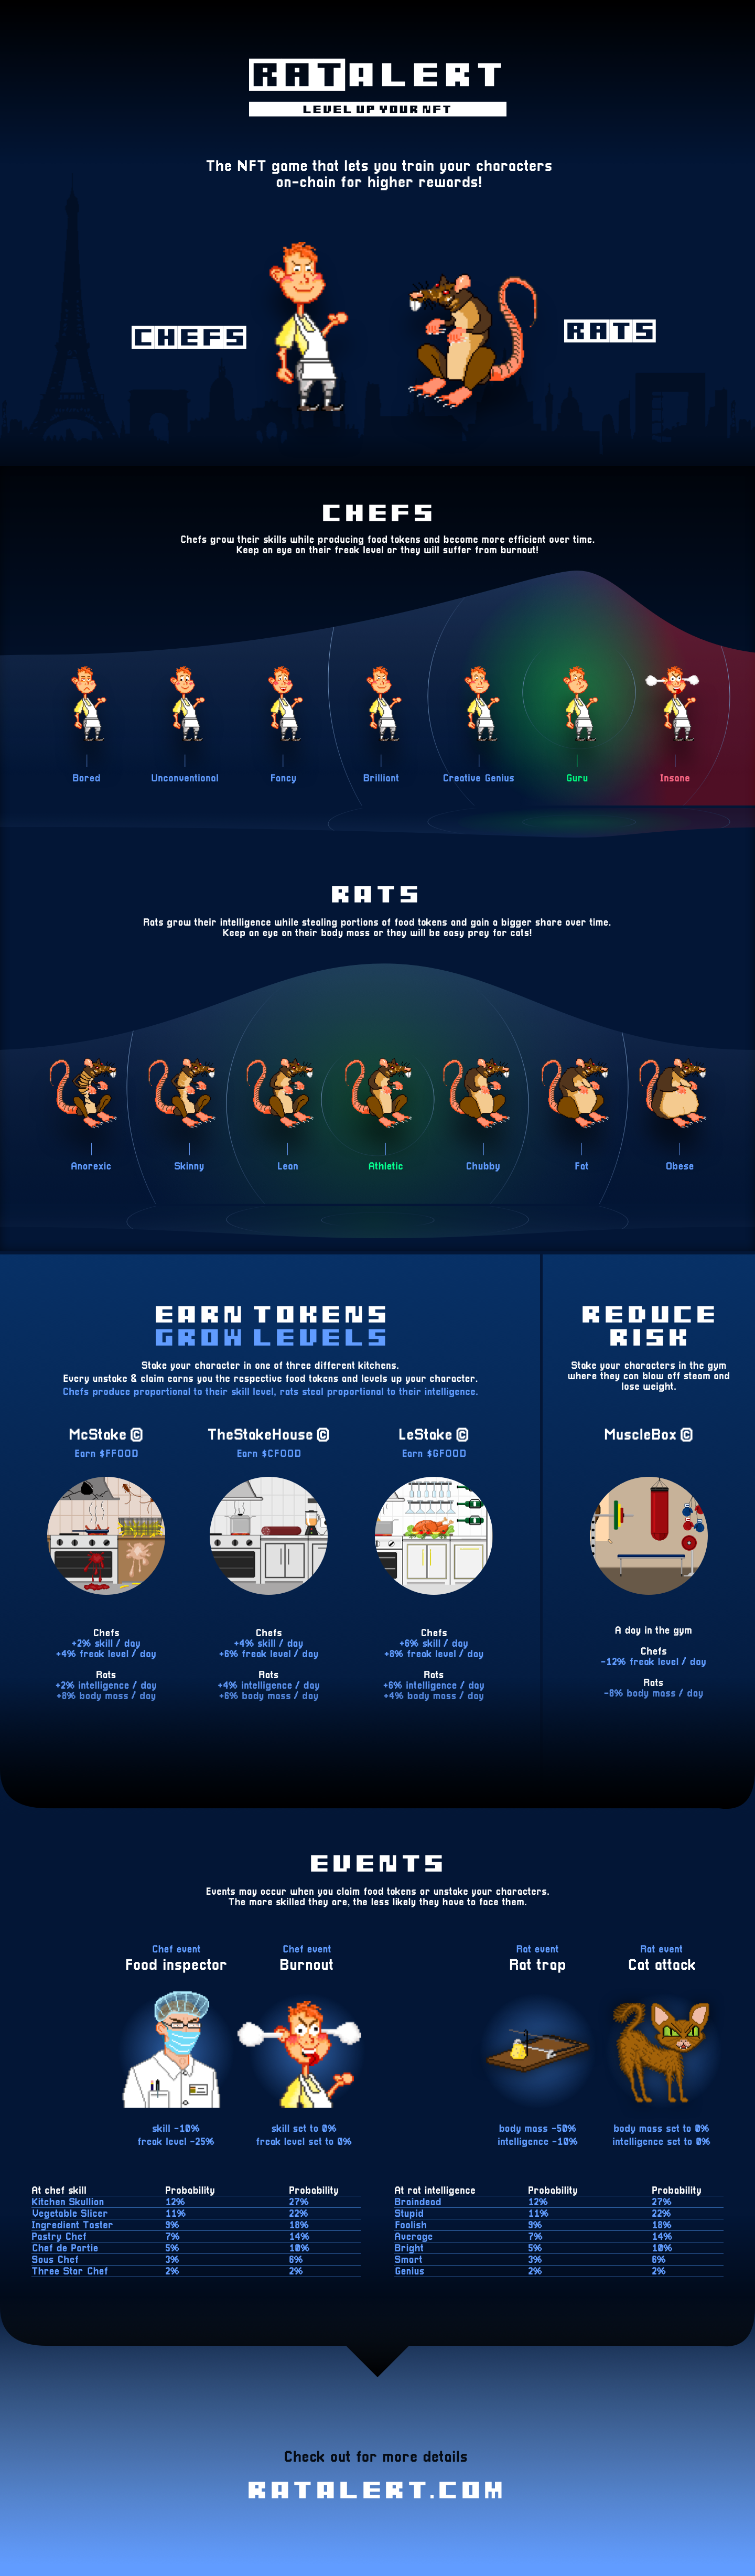 RATALERT
LEVEL UP YOUR NFT
The NFT game that lets you train your characters
on-chain for higher rewards!
CHEFS
RATS
CHEFS
Chefs grow their skills while producing food tokens and become more efficient over time.
Keep an eye on their freak level or they will suffer from burnout!
Bored
Unconventional
Fancy
Brilliant
Creative Genius
Guru
Insane
RATS
Rats grow their intelligence while stealing portions of food tokens and gain a bigger share over time.
Keep an eye on their body mass or they will be easy prey for cats!
Anorexic
Skinny
Lean
Athletic
Chubby
Fat
Obese
EARN TOKENS
GROW LEVELS
Stake your character in one of three different kitchens.
Every unstake & claim earns you the respective food tokens and levels up your character.
Chefs produce proportional to their skill level, rats steal proportional to their intelligence.
McStake ©
Earn $FFOOD
Chefs
+2% skill / day
+4% freak level / day
Rats
+2% intelligence / day
+8% body mass / day
TheStakeHouse ©
Earn $CFOOD
Chefs
+4% skill / day
+6% freak level / day
Rats
+4% intelligence / day
+6% body mass / day
LeStake ©
Earn $GFOOD
Chefs
+6% skill / day
+8% freak level / day
Rats
+6% intelligence / day
+4% body mass / day
REDUCE
RISK
Stake your characters in the gym
where they can blow off steam and
lose weight.
MuscleBox ©
A day in the gym
Chefs
-12% freak level / day
Rats
-8% body mass / day
EVENTS
Events may occur when you claim food tokens or unstake your characters.
The more skilled they are, the less likely they have to face them.
Chef event
Food inspector
skill -10%
freak level -25%
Chef event
Burnout
skill set to 0%
freak level set to 0%
Rat event
Rat trap
body mass -50%
intelligence -10%
Rat event
Cat attack
body mass set to 0%
intelligence set to 0%
At chef skill Probability Probability
Kitchen Skullion 12% 27%
Vegetable Slicer 11% 22%
Ingredient Taster 9% 18%
Pastry Chef 7% 14%
Chef de Partie 5% 10%
Sous Chef 3% 6%
Three Star Chef 2% 2%
At rat intelligence Probability Probability
Braindead 12% 27%
Stupid 11% 22%
Foolish 9% 18%
Average 7% 14%
Bright 5% 10%
Smart 3% 6%
Genius 2% 2%
Check out for more details
RATALERT.COM